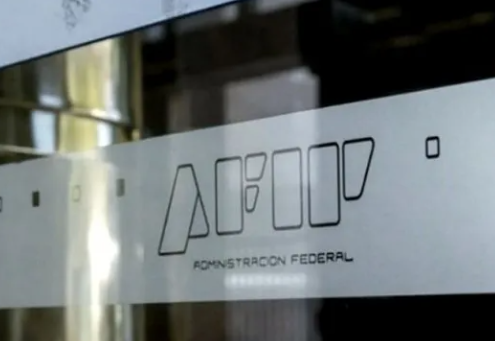 AFIP
ADMINISTRACION FEDERAL